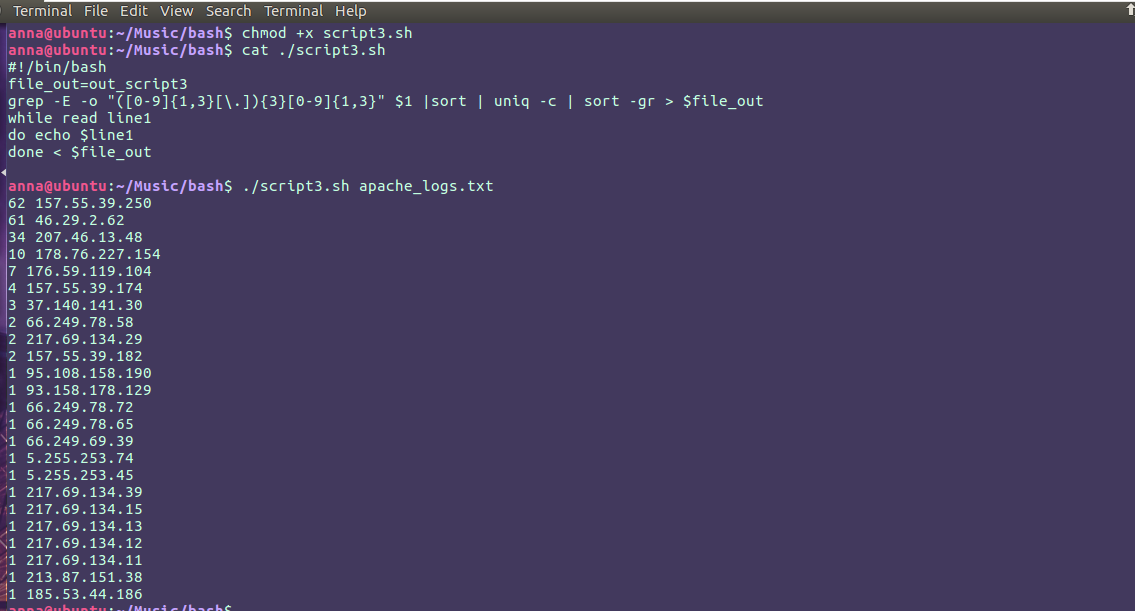 Terminal File Edit View Search Terminal Help
anna@ubuntu:~/Music/bash$ chmod +x script3.sh
anna@ubuntu:~/Music/bash$ cat ./script3.sh
#!/bin/bash
file_out=out_script3
grep -E -o "([0-9]{1,3}[\.]){3}[0-9]{1,3}" $1 |sort | uniq -c | sort -gr > $file_out
while read line1
do echo $line1
done < $file_out
anna@ubuntu:~/Music/bash$ ./script3.sh apache_logs.txt
62 157.55.39.250
61 46.29.2.62
34 207.46.13.48
10 178.76.227.154
7 176.59.119.104
4 157.55.39.174
3 37.140.141.30
2 66.249.78.58
2 217.69.134.29
2 157.55.39.182
1 95.108.158.190
1 93.158.178.129
1 66.249.78.72
1 66.249.78.65
1 66.249.69.39
1 5.255.253.74
1 5.255.253.45
1 217.69.134.39
1 217.69.134.15
1 217.69.134.13
1 217.69.134.12
1 217.69.134.11
1 213.87.151.38
1 185.53.44.186
anna@ubuntu:~/Music/bash$